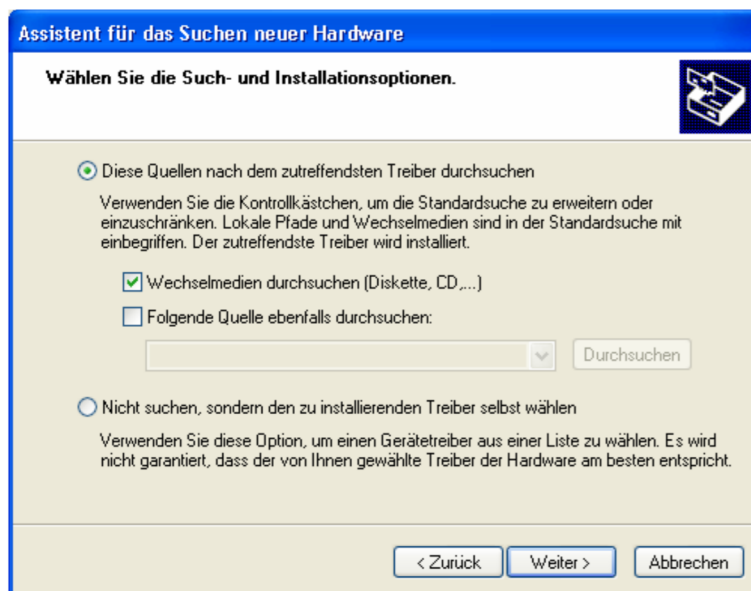 Assistent für das Suchen neuer Hardware
Wählen Sie die Such- und Installationsoptionen.
Diese Quellen nach dem zutreffendsten Treiber durchsuchen
Verwenden Sie die Kontrollkästchen, um die Standardsuche zu erweitern oder
einzuschränken. Lokale Pfade und Wechselmedien sind in der Standardsuche mit
einbegriffen. Der zutreffendste Treiber wird installiert.
Wechselmedien durchsuchen (Diskette, CD,...)
Folgende Quelle ebenfalls durchsuchen:
Durchsuchen
Nicht suchen, sondern den zu installierenden Treiber selbst wählen
Verwenden Sie diese Option, um einen Gerätetreiber aus einer Liste zu wählen. Es wird
nicht garantiert, dass der von Ihnen gewählte Treiber der Hardware am besten entspricht.
< Zurück Weiter > Abbrechen